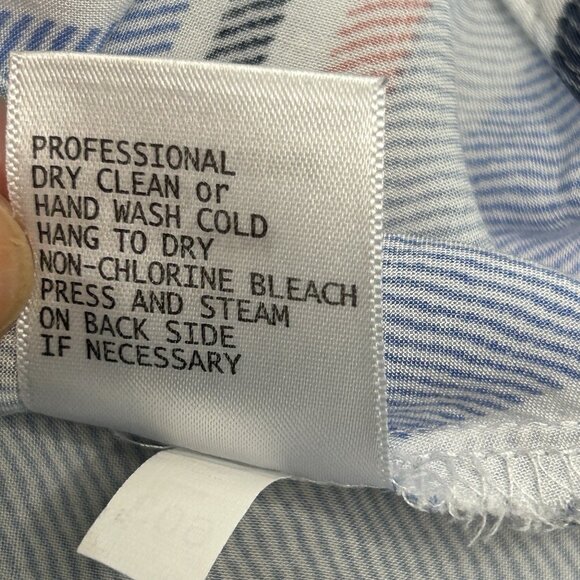 PROFESSIONAL
DRY CLEAN or
HAND WASH COLD
HANG TO DRY
NON-CHLORINE BLEACH
PRESS AND STEAM
ON BACK SIDE
IF NECESSARY